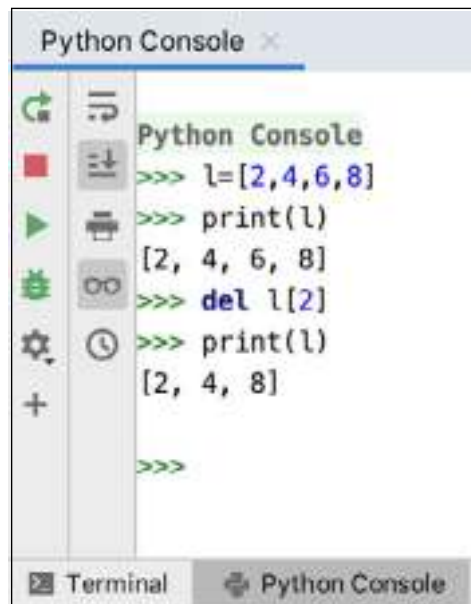 Python Console
Python Console
>>> l=[2,4,6,8]
>>> print(l)
[2, 4, 6, 8]
>>> del l[2]
>>> print(l)
[2, 4, 8]
>>>
Terminal Python Console